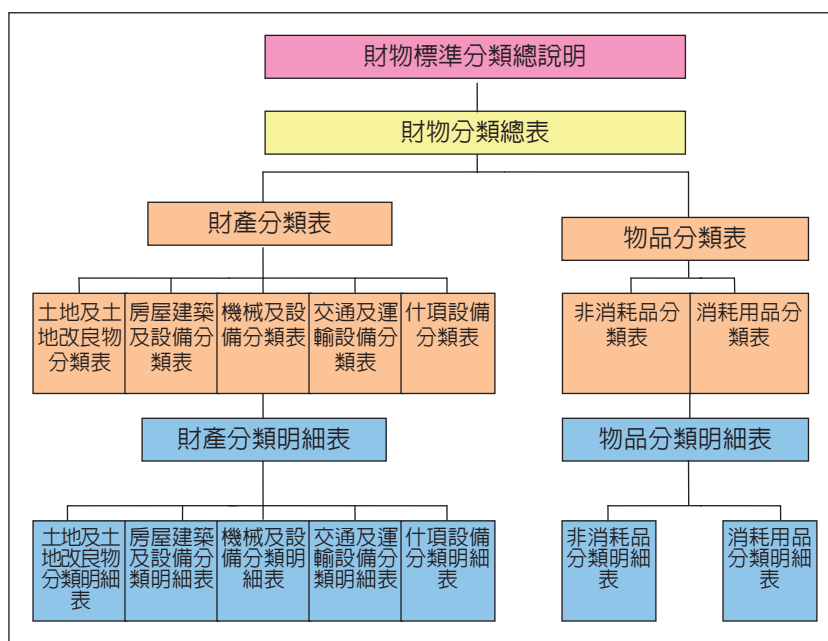 財物標準分類總說明
財物分類總表
財產分類表
物品分類表
土地及土
地改良物
分類表
房屋建築
及設備分
類表
機械及設
備分類表
交通及運
輸設備分
類表
什項設備
分類表
非消耗品分
類表
消耗用品分
類表
財產分類明細表
物品分類明細表
土地及土
地改良物
分類明細
表
房屋建築
及設備分
類明細表
機械及設
備分類明
細表
交通及運
輸設備分
類明細表
什項設備
分類明細
表
非消耗品
分類明細
表
消耗用品
分類明細
表